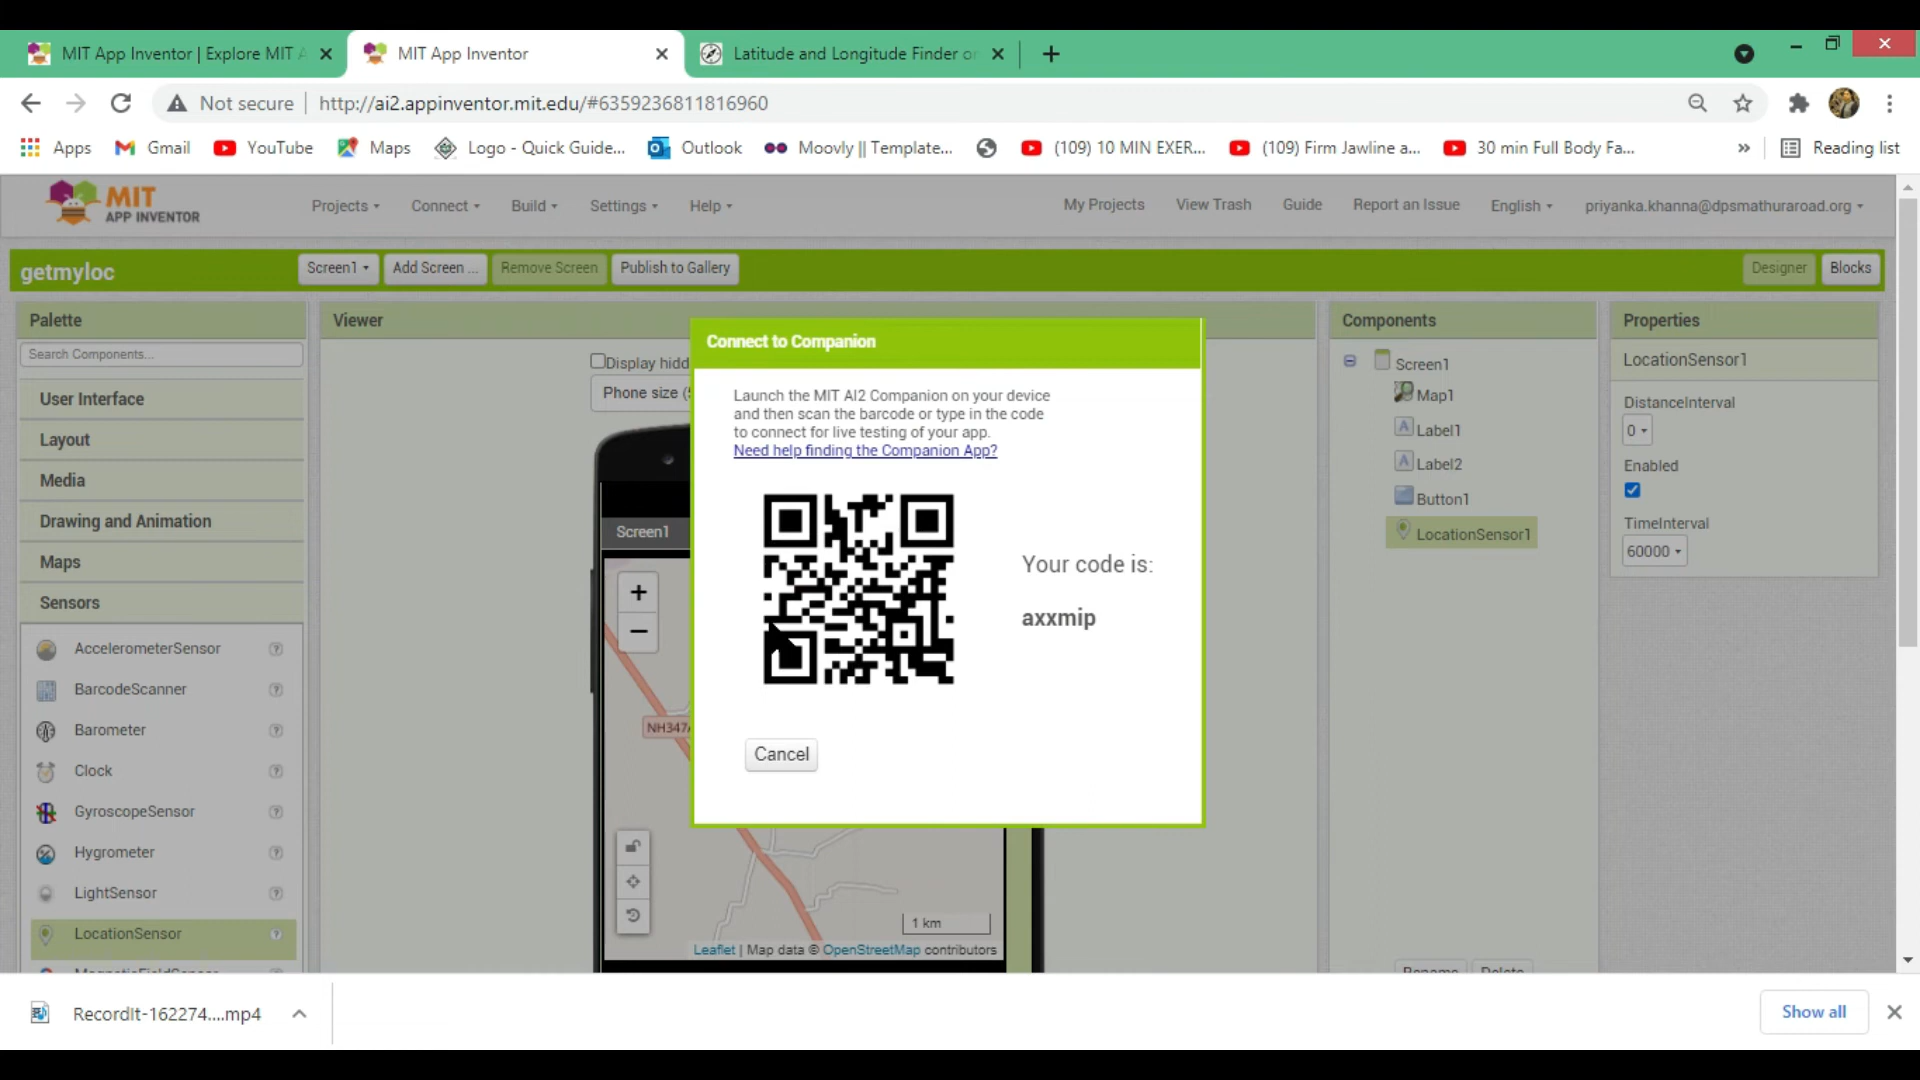 MIT App Inventor | Explore MIT A
MIT App Inventor
Latitude and Longitude Finder on
Not secure
http://ai2.appinventor.mit.edu/#6359236811816960
Apps
Gmail
YouTube
Maps
Logo - Quick Guide...
Outlook
Moovly || Template...
(109) 10 MIN EXER...
(109) Firm Jawline a...
30 min Full Body Fa...
»
Reading list
MIT
APP INVENTOR
Projects
Connect
Build
Settings
Help
My Projects
View Trash
Guide
Report an Issue
English
priyanka.khanna@dpsmathuraroad.org
getmyloc
Screen1
Add Screen ...
Remove Screen
Publish to Gallery
Designer
Blocks
Palette
Search Components...
User Interface
Layout
Media
Drawing and Animation
Maps
Sensors
AccelerometerSensor
BarcodeScanner
Barometer
Clock
GyroscopeSensor
Hygrometer
LightSensor
LocationSensor
MagneticFieldSensor
Viewer
Display hidd
Phone size (
Screen1
+
−
NH347A
1 km
Leaflet | Map data © OpenStreetMap contributors
Connect to Companion
Launch the MIT AI2 Companion on your device
and then scan the barcode or type in the code
to connect for live testing of your app.
Need help finding the Companion App?
Your code is:
axxmip
Cancel
Components
Screen1
Map1
Label1
Label2
Button1
LocationSensor1
Rename
Delete
Properties
LocationSensor1
DistanceInterval
0
Enabled
TimeInterval
60000
RecordIt-162274....mp4
Show all